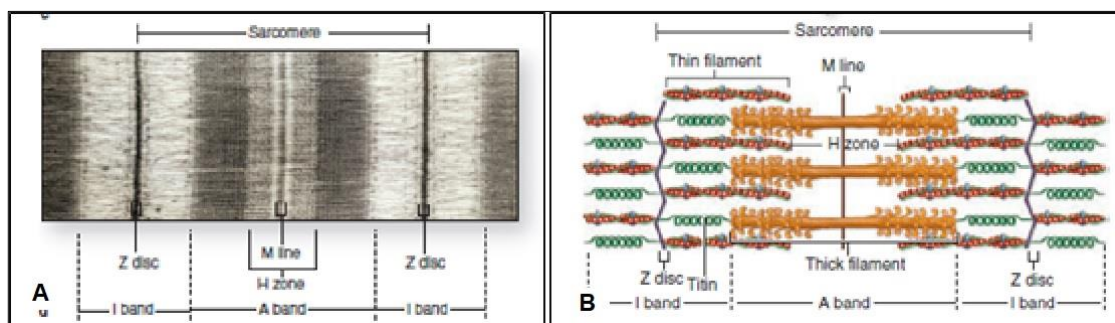 Sarcomere
Z disc
M line
H zone
Z disc
A
I band
A band
I band
Sarcomere
Thin filament
M line
H zone
Thick filament
Z disc
Titin
Z disc
B
I band
A band
I band